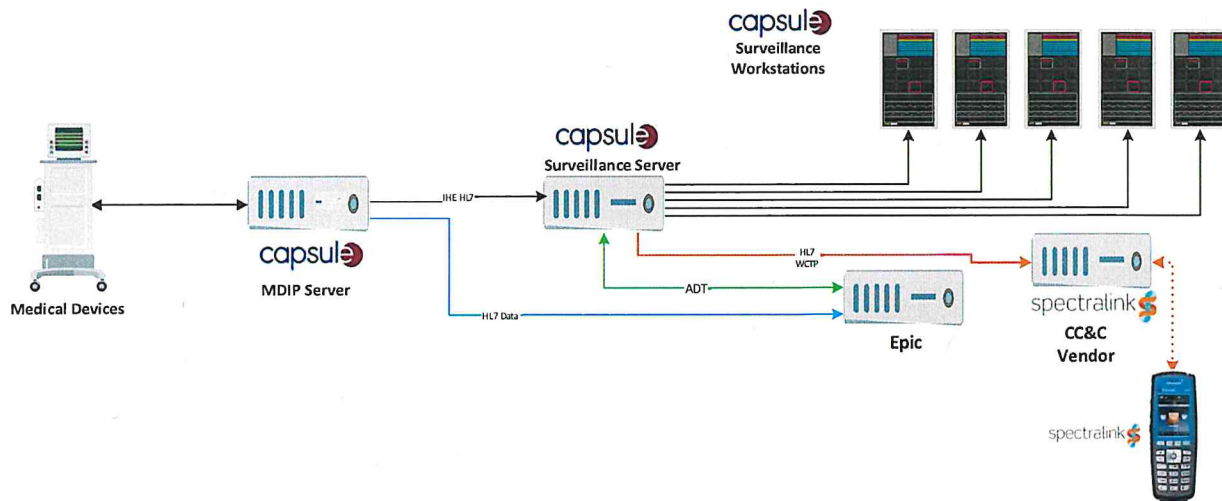 capsule
Surveillance
Workstations
capsule
Surveillance Server
IHE HL7
capsule
MDIP Server
Medical Devices
HL7
WCTP
ADT
HL7 Data
Epic
spectralink
CC&C
Vendor
spectralink